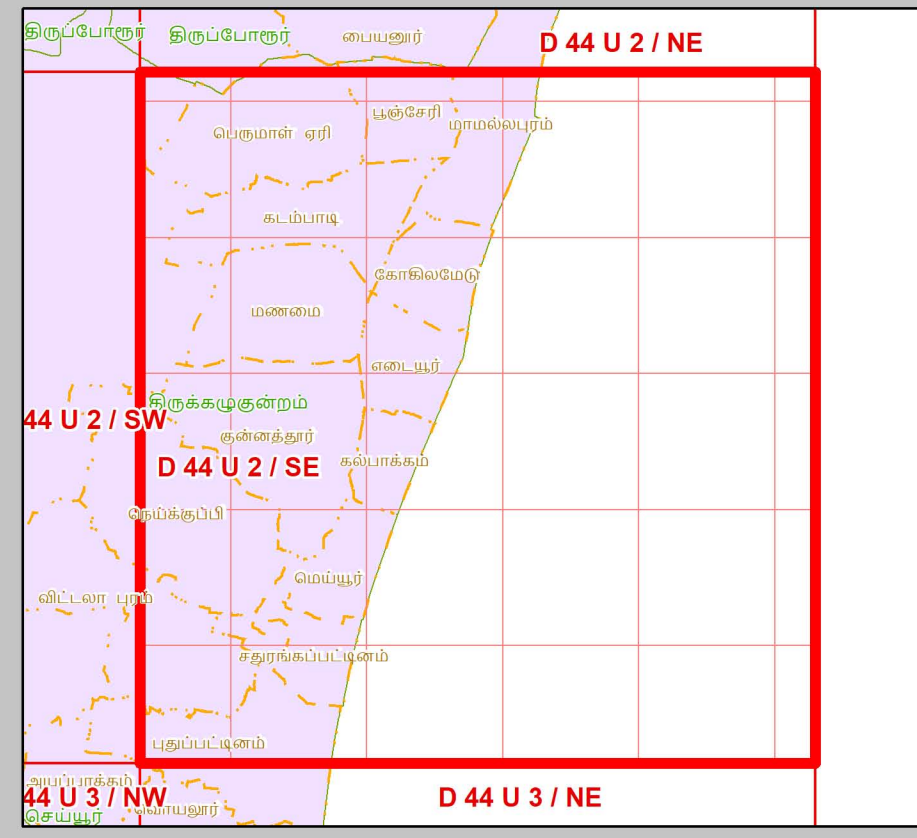 திருப்போரூர்
திருப்போரூர்
பையனூர்
D 44 U 2 / NE
பெருமாள் ஏரி
பூஞ்சேரி
மாமல்லபுரம்
கடம்பாடி
கோகிலமேடு
மணமை
எடையூர்
திருக்கழுகுன்றம்
44 U 2 / SW
குன்னத்தூர்
D 44 U 2 / SE
கல்பாக்கம்
நெய்க்குப்பி
மெய்யூர்
விட்டலா புரம்
சதுரங்கப்பட்டினம்
புதுப்பட்டினம்
44 U 3 / NW
D 44 U 3 / NE
வாயலூர்
செய்யூர்